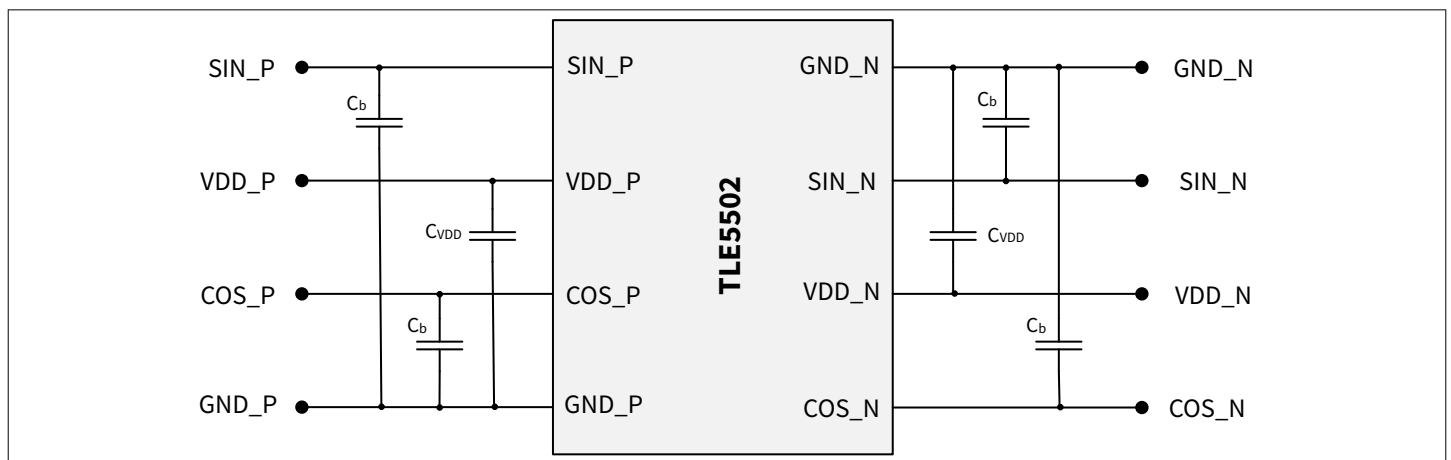 SIN_P
SIN_P
GND_N
GND_N
Cb
Cb
VDD_P
VDD_P
SIN_N
SIN_N
CVDD
CVDD
TLE5502
COS_P
COS_P
VDD_N
VDD_N
Cb
Cb
GND_P
GND_P
COS_N
COS_N